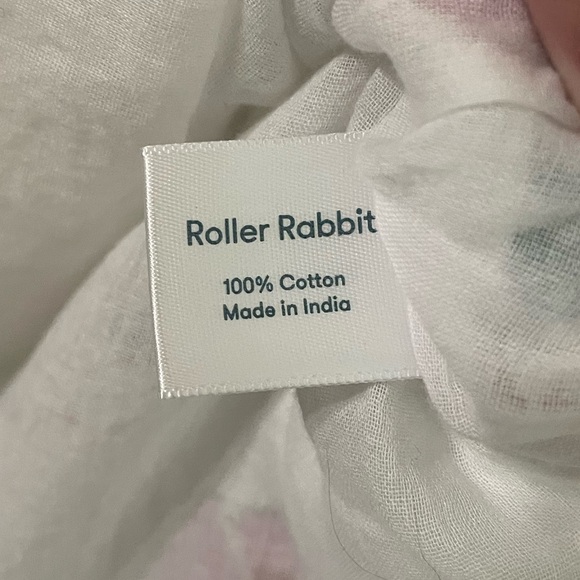 Roller Rabbit
100% Cotton
Made in India